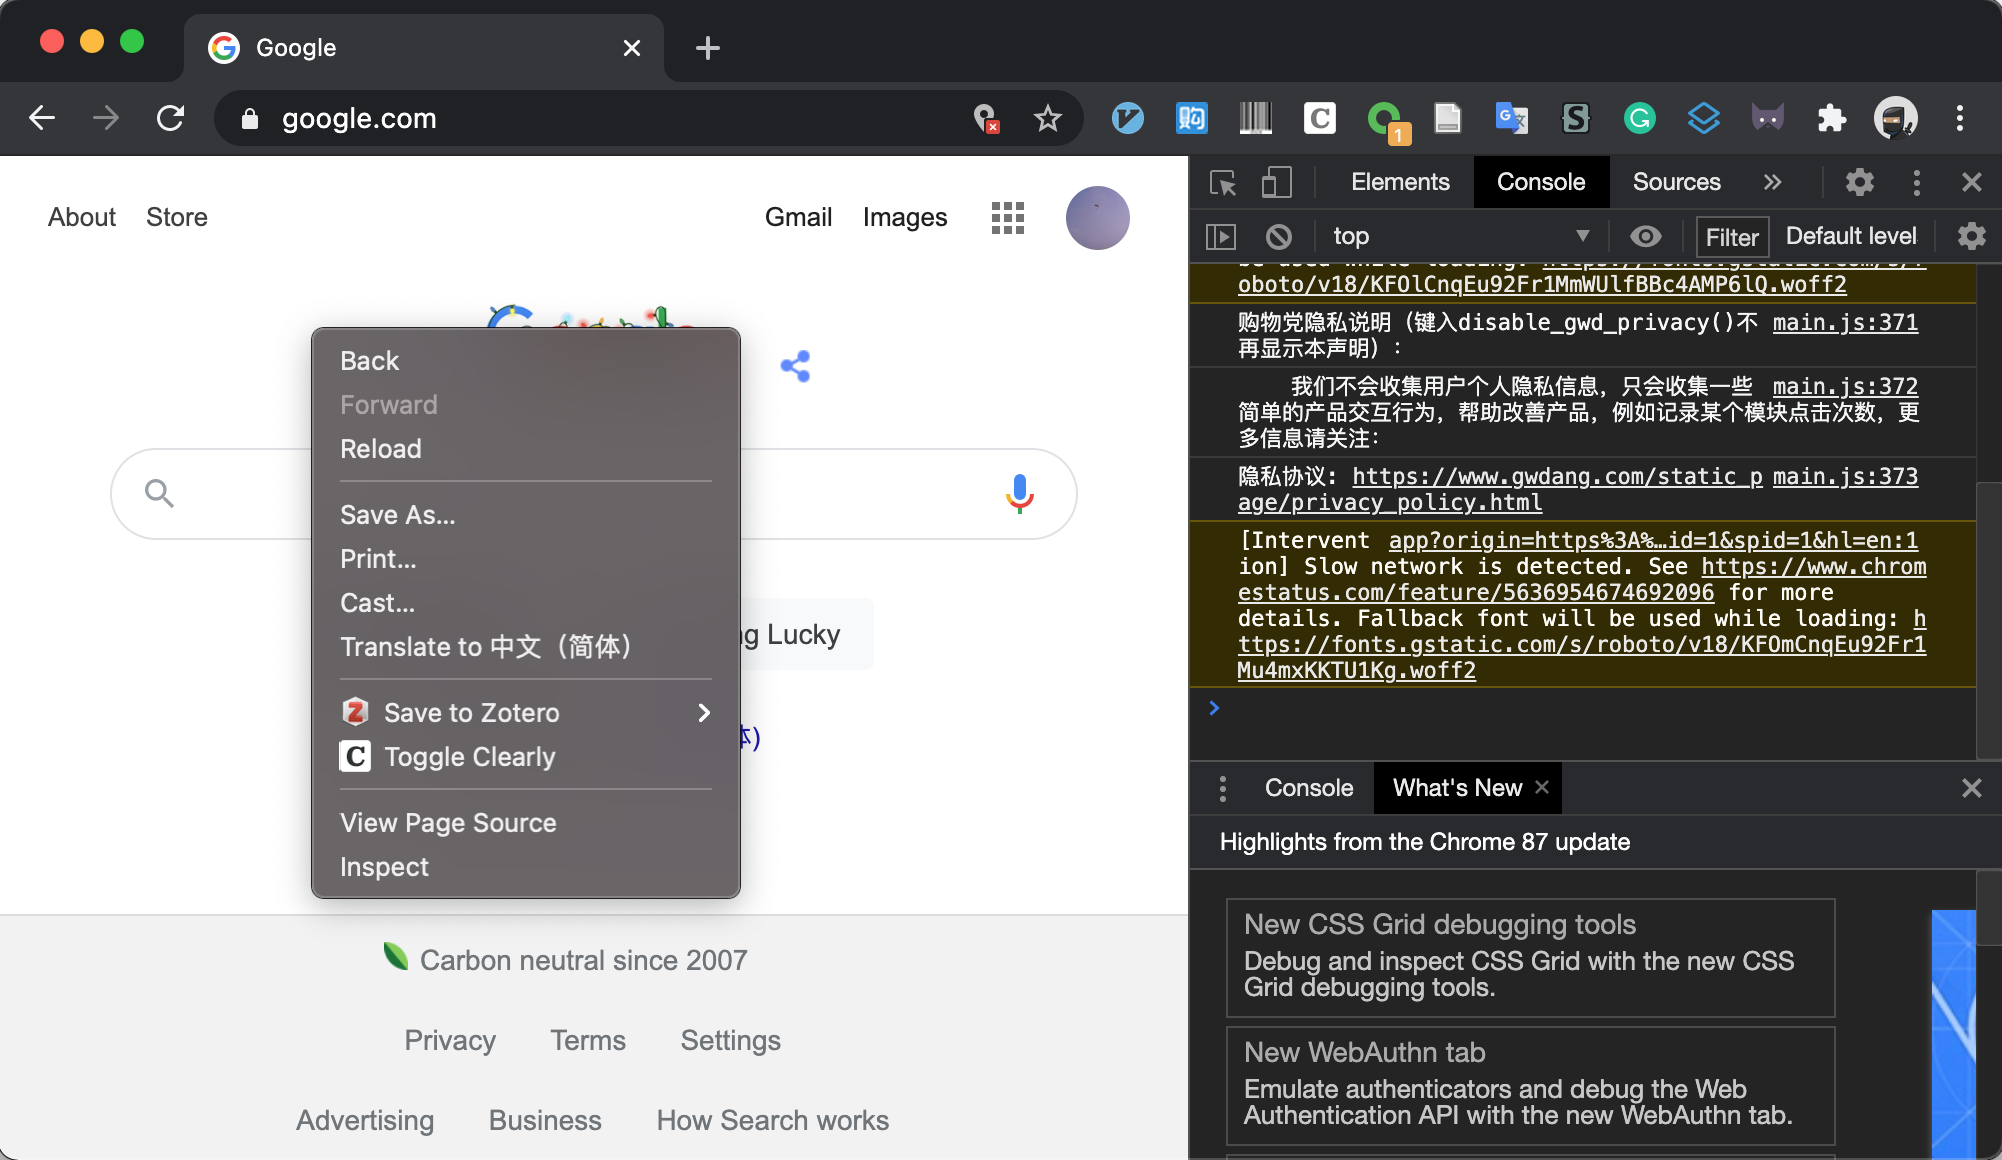 Google
google.com
1
About Store
Gmail Images
Back
Forward
Reload
Save As...
Print...
Cast...
Translate to 中文（简体）
Save to Zotero
C Toggle Clearly
View Page Source
Inspect
ng Lucky
体)
Carbon neutral since 2007
Privacy Terms Settings
Advertising Business How Search works
Elements Console Sources
top Filter Default level
oboto/v18/KFOlCnqEu92Fr1MmWUlfBBc4AMP6lQ.woff2
购物党隐私说明（键入disable_gwd_privacy()不 main.js:371
再显示本声明）：
我们不会收集用户个人隐私信息，只会收集一些 main.js:372
简单的产品交互行为，帮助改善产品，例如记录某个模块点击次数，更
多信息请关注：
隐私协议: https://www.gwdang.com/static_p main.js:373
age/privacy_policy.html
[Intervent app?origin=https%3A%…id=1&spid=1&hl=en:1
ion] Slow network is detected. See https://www.chrom
estatus.com/feature/5636954674692096 for more
details. Fallback font will be used while loading: h
ttps://fonts.gstatic.com/s/roboto/v18/KFOmCnqEu92Fr1
Mu4mxKKTU1Kg.woff2
Console What's New
Highlights from the Chrome 87 update
New CSS Grid debugging tools
Debug and inspect CSS Grid with the new CSS
Grid debugging tools.
New WebAuthn tab
Emulate authenticators and debug the Web
Authentication API with the new WebAuthn tab.